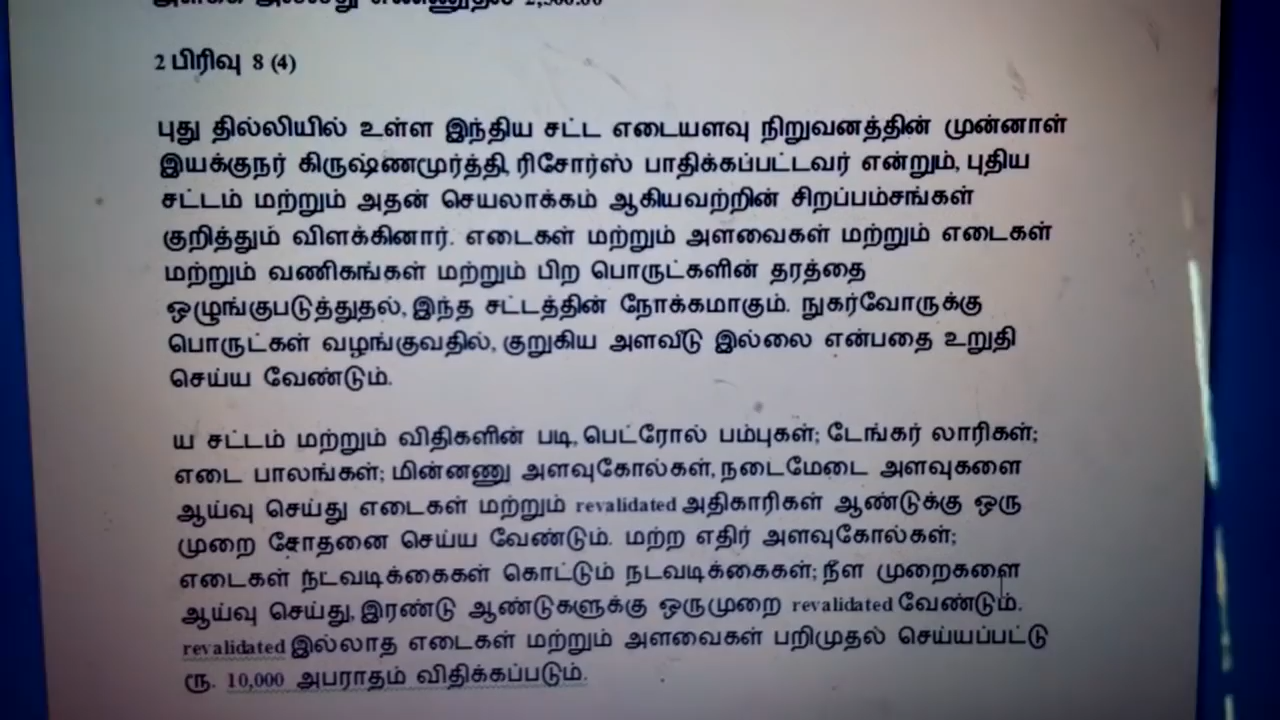 2,500.00
2 பிரிவு 8 (4)
புது தில்லியில் உள்ள இந்திய சட்ட எடையளவு நிறுவனத்தின் முன்னாள்
இயக்குநர் கிருஷ்ணமுர்த்தி, ரிசோர்ஸ் பாதிக்கப்பட்டவர் என்றும், புதிய
சட்டம் மற்றும் அதன் செயலாக்கம் ஆகியவற்றின் சிறப்பம்சங்கள்
குறித்தும் விளக்கினார். எடைகள் மற்றும் அளவைகள் மற்றும் எடைகள்
மற்றும் வணிகங்கள் மற்றும் பிற பொருட்களின் தரத்தை
ஒழுங்குபடுத்துதல், இந்த சட்டத்தின் நோக்கமாகும். நுகர்வோருக்கு
பொருட்கள் வழங்குவதில், குறுகிய அளவீடு இல்லை என்பதை உறுதி
செய்ய வேண்டும்.
ய சட்டம் மற்றும் விதிகளின் படி, பெட்ரோல் பம்புகள்; டேங்கர் லாரிகள்;
எடை பாலங்கள்; மின்னணு அளவுகோல்கள், நடைமேடை அளவுகளை
ஆய்வு செய்து எடைகள் மற்றும் revalidated அதிகாரிகள் ஆண்டுக்கு ஒரு
முறை சோதனை செய்ய வேண்டும். மற்ற எதிர் அளவுகோல்கள்;
எடைகள் நடவடிக்கைகள் கொட்டும் நடவடிக்கைகள்; நீள முறைகளை
ஆய்வு செய்து, இரண்டு ஆண்டுகளுக்கு ஒருமுறை revalidated வேண்டும்.
revalidated இல்லாத எடைகள் மற்றும் அளவைகள் பறிமுதல் செய்யப்பட்டு
ரூ. 10,000 அபராதம் விதிக்கப்படும்.